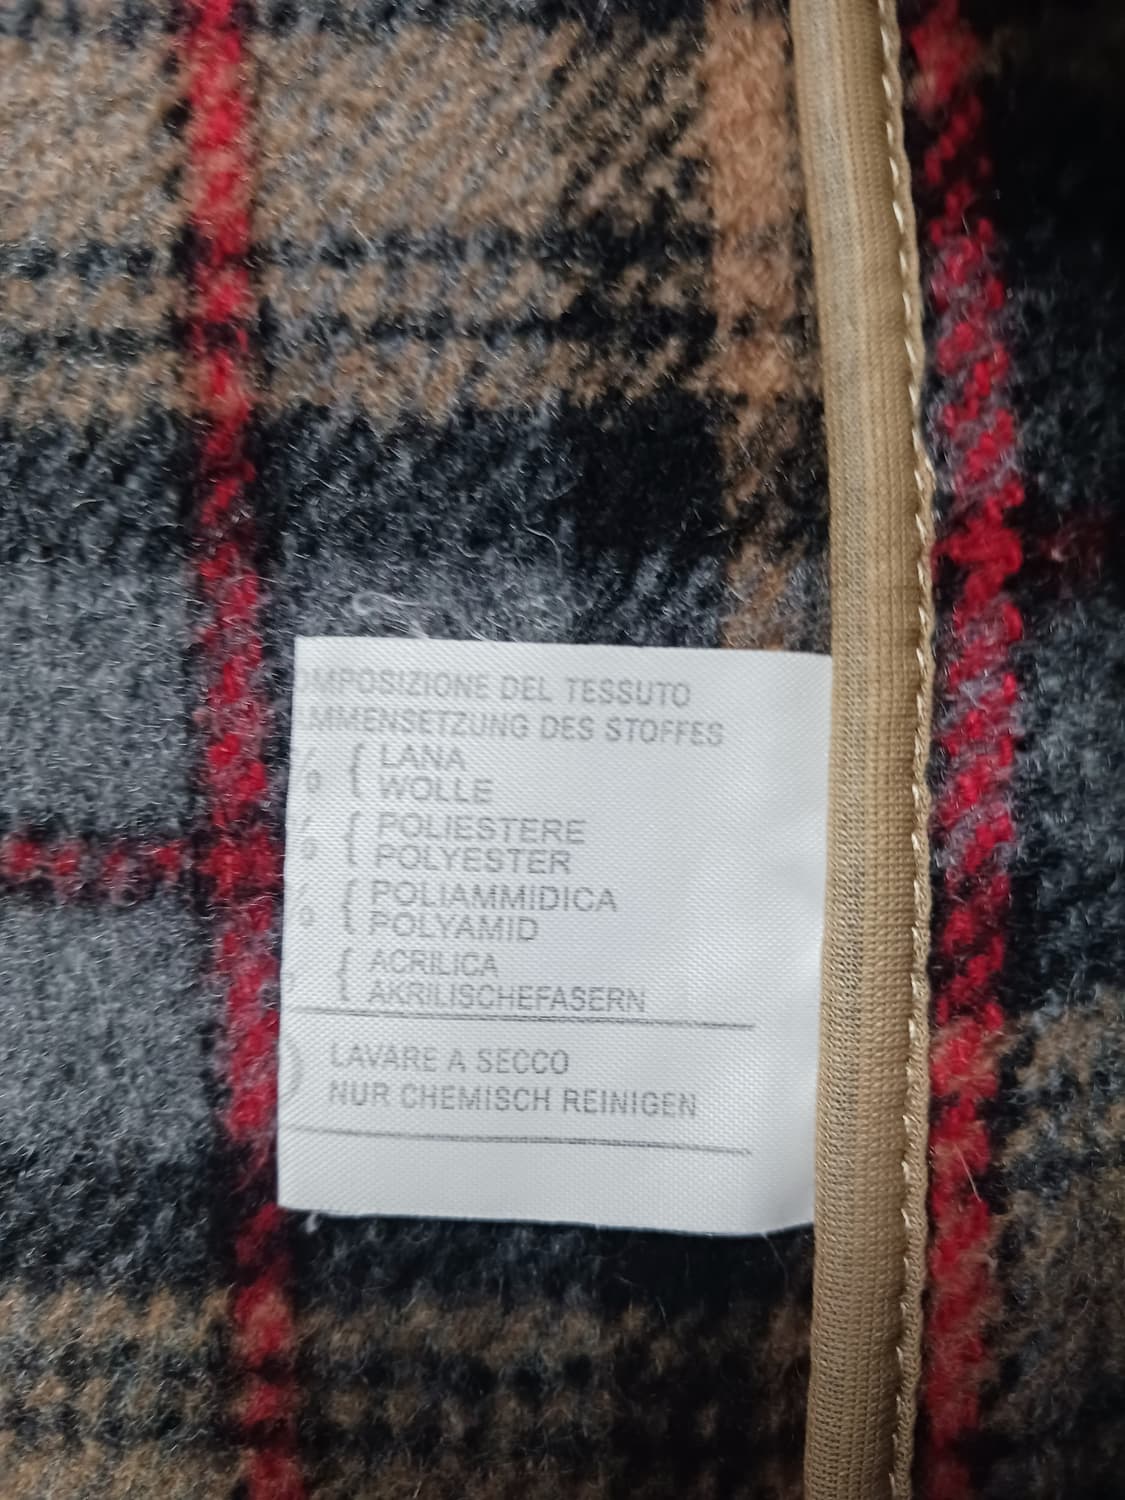 MPOSIZIONE DEL TESSUTO
MMENSETZUNG DES STOFFES
{ LANA
WOLLE
{ POLIESTERE
POLYESTER
{ POLIAMMIDICA
POLYAMID
{ ACRILICA
AKRILISCHEFASERN
LAVARE A SECCO
NUR CHEMISCH REINIGEN